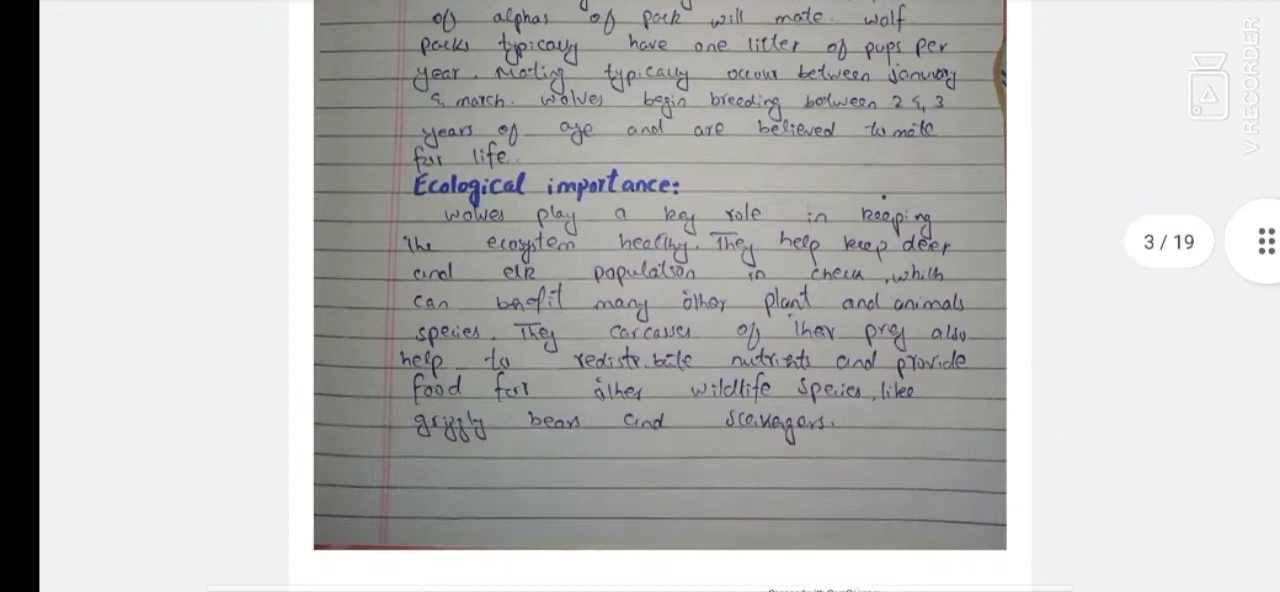 of alphas of pack will mate. wolf
packs typically have one litter of pups per
year. Mating typically occur between january
& march. wolves begin breeding between 2 & 3
years of age and are believed to mate
for life.
Ecological importance:
wolves play a key role in keeping
the ecosystem healthy. They help keep deer
and elk population in check, which
can benefit many other plant and animals
species. They carcasses of ther prey also
help to redistribute nutrients and provide
food for other wildlife species, like
grizzly bears and scavengers.
3 / 19
V RECORDER